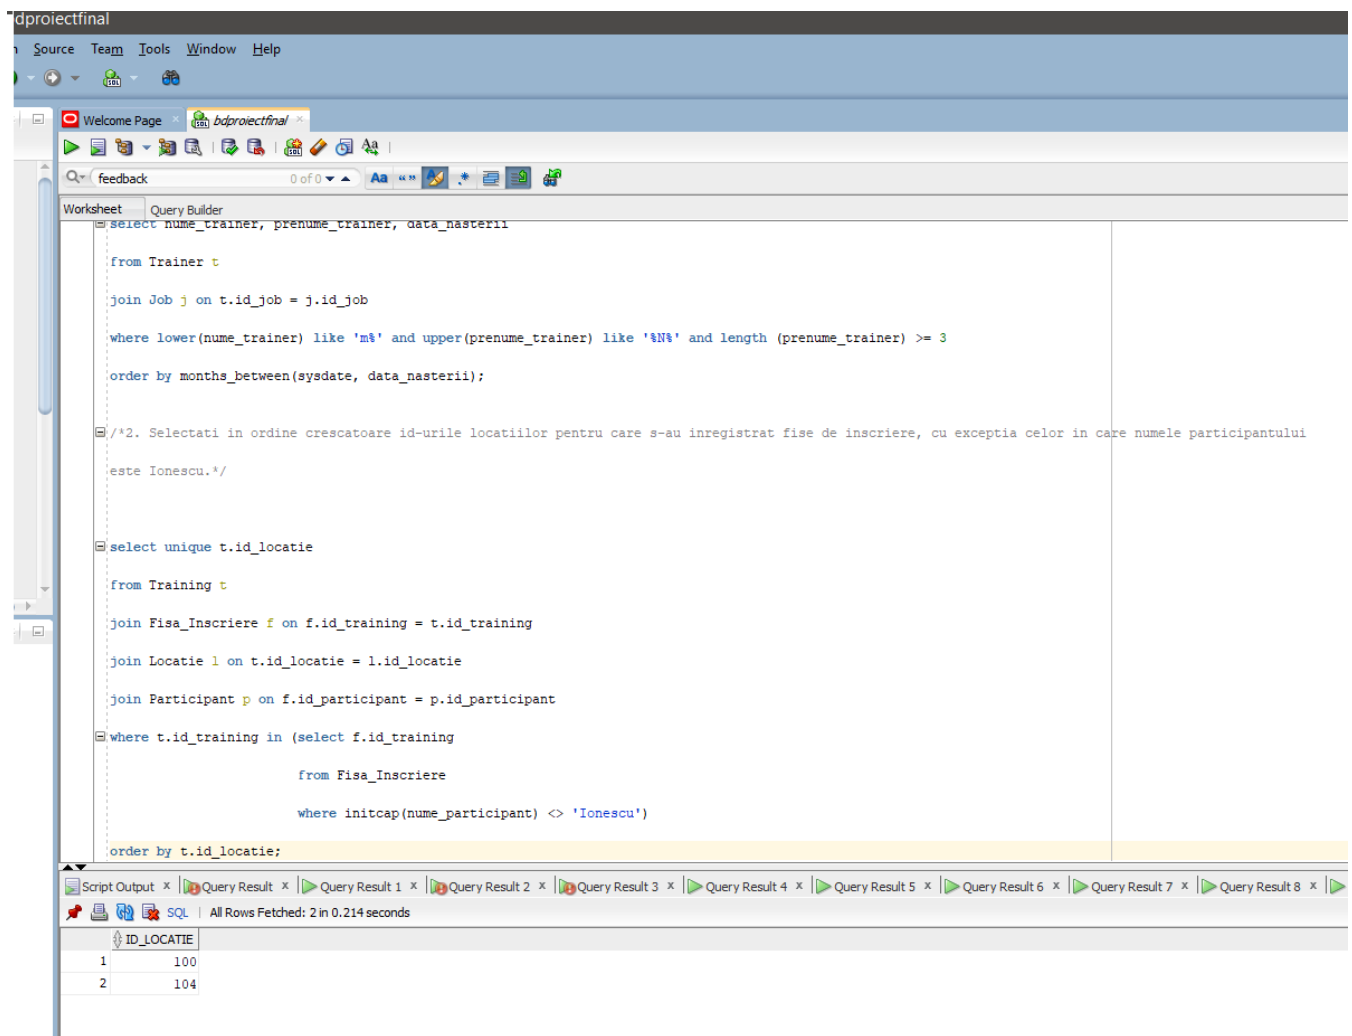 dproiectfinal
Source Team Tools Window Help
Welcome Page bdproiectfinal
feedback 0 of 0 Aa
Worksheet Query Builder
select nume_trainer, prenume_trainer, data_nasterii
from Trainer t
join Job j on t.id_job = j.id_job
where lower(nume_trainer) like 'm%' and upper(prenume_trainer) like '%N%' and length (prenume_trainer) >= 3
order by months_between(sysdate, data_nasterii);
/*2. Selectati in ordine crescatoare id-urile locatiilor pentru care s-au inregistrat fise de inscriere, cu exceptia celor in care numele participantului
este Ionescu.*/
select unique t.id_locatie
from Training t
join Fisa_Inscriere f on f.id_training = t.id_training
join Locatie l on t.id_locatie = l.id_locatie
join Participant p on f.id_participant = p.id_participant
where t.id_training in (select f.id_training
from Fisa_Inscriere
where initcap(nume_participant) <> 'Ionescu')
order by t.id_locatie;
Script Output x Query Result x Query Result 1 x Query Result 2 x Query Result 3 x Query Result 4 x Query Result 5 x Query Result 6 x Query Result 7 x Query Result 8 x
SQL | All Rows Fetched: 2 in 0.214 seconds
ID_LOCATIE
1 100
2 104